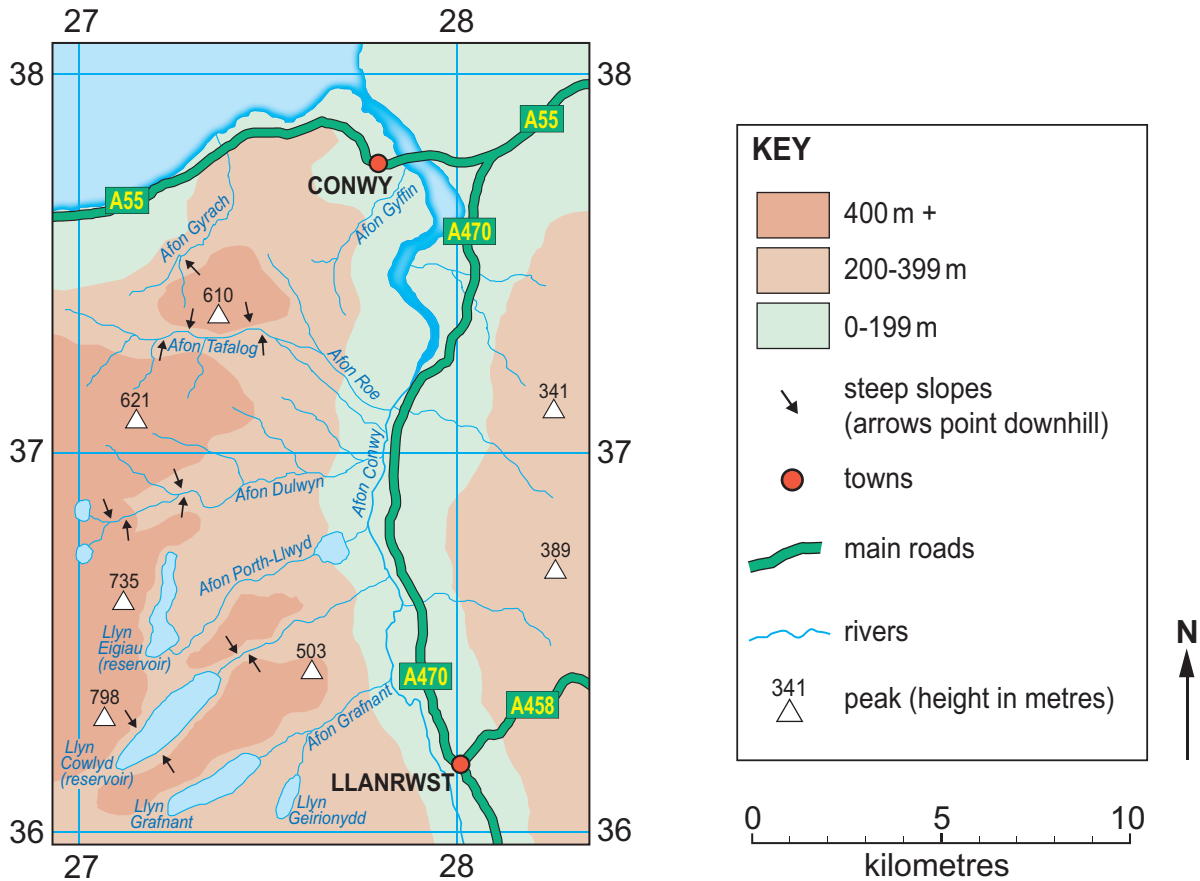 27 28
38 38
A55
A55
CONWY
Afon Gyffin
Afon Gyrach
A470
610
Afon Tafalog
Afon Roe
621
341
37 37
Afon Conwy
Afon Dulwyn
Afon Porth-Llwyd
389
735
Llyn
Eigiau
(reservoir)
503
A470
798
A458
Afon Grafnant
Llyn
Cowlyd
(reservoir)
LLANRWST
Llyn
Grafnant
Llyn
Geirionydd
36 36
27 28
KEY
400 m +
200-399 m
0-199 m
steep slopes
(arrows point downhill)
towns
main roads
rivers
341
peak (height in metres)
N
0 5 10
kilometres